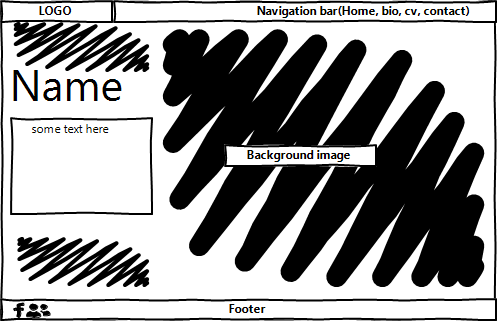 LOGO
Navigation bar(Home, bio, cv, contact)
Name
some text here
Background image
f
Footer